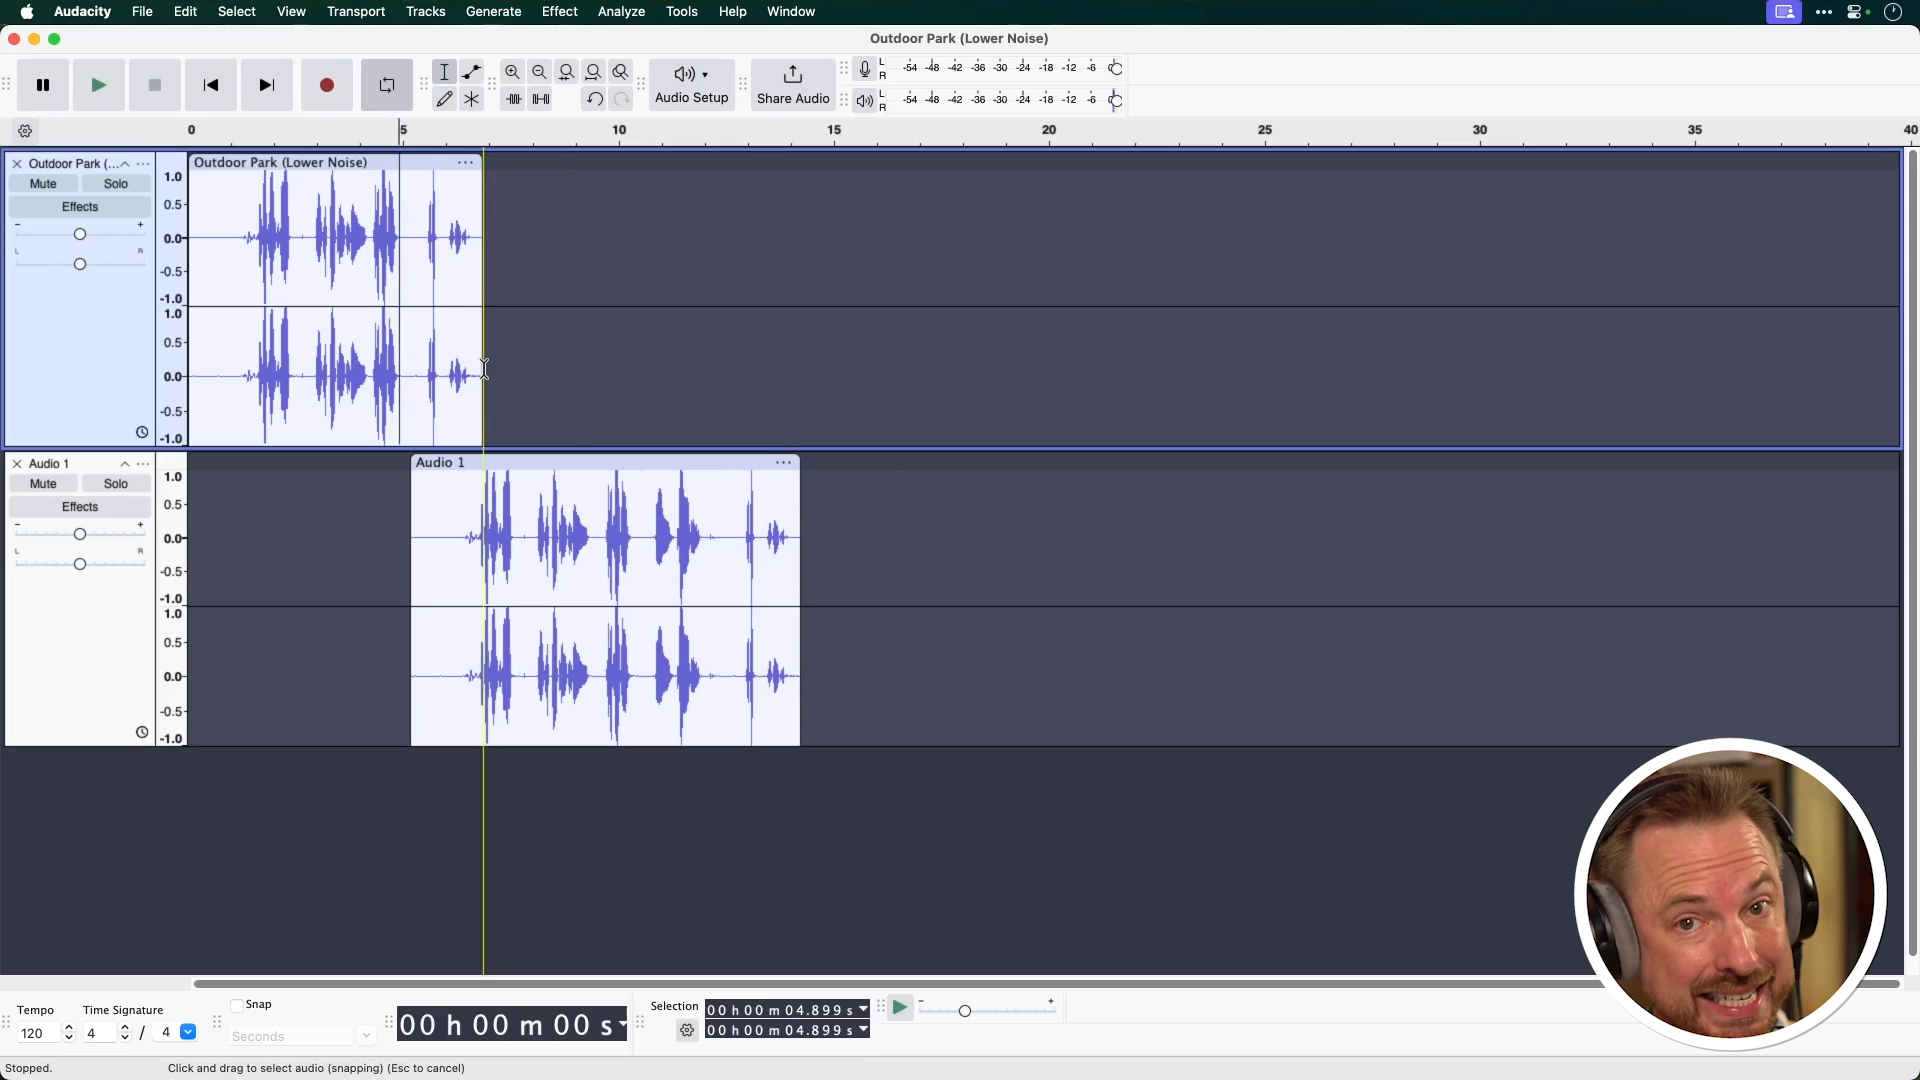 Audacity File Edit Select View Transport Tracks Generate Effect Analyze Tools Help Window
Outdoor Park (Lower Noise)
Audio Setup
Share Audio
L
R
-54 -48 -42 -36 -30 -24 -18 -12 -6
L
R
-54 -48 -42 -36 -30 -24 -18 -12 -6
0 5 10 15 20 25 30 35 40
Outdoor Park (...
Mute Solo
Effects
- +
L R
1.0
0.5
0.0
-0.5
-1.0
1.0
0.5
0.0
-0.5
-1.0
Outdoor Park (Lower Noise)
Audio 1
Mute Solo
Effects
- +
L R
1.0
0.5
0.0
-0.5
-1.0
1.0
0.5
0.0
-0.5
-1.0
Audio 1
Tempo
120
Time Signature
4 / 4
Snap
Seconds
00 h 00 m 00 s
Selection
00 h 00 m 04.899 s
00 h 00 m 04.899 s
- +
Stopped.
Click and drag to select audio (snapping) (Esc to cancel)